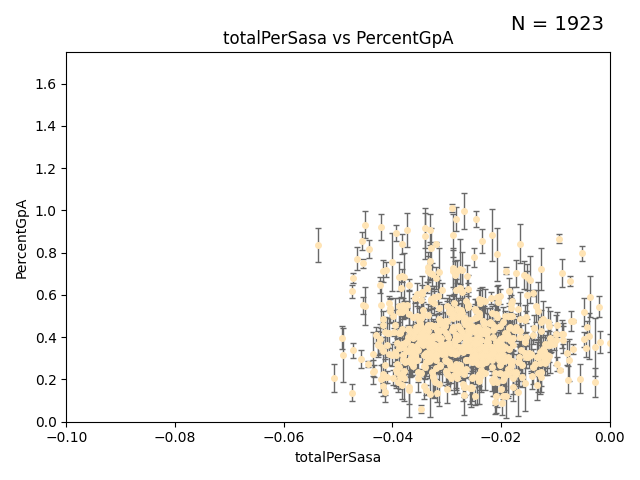 N = 1923
totalPerSasa vs PercentGpA
PercentGpA
1.6
1.4
1.2
1.0
0.8
0.6
0.4
0.2
0.0
−0.10 −0.08 −0.06 −0.04 −0.02 0.00
totalPerSasa